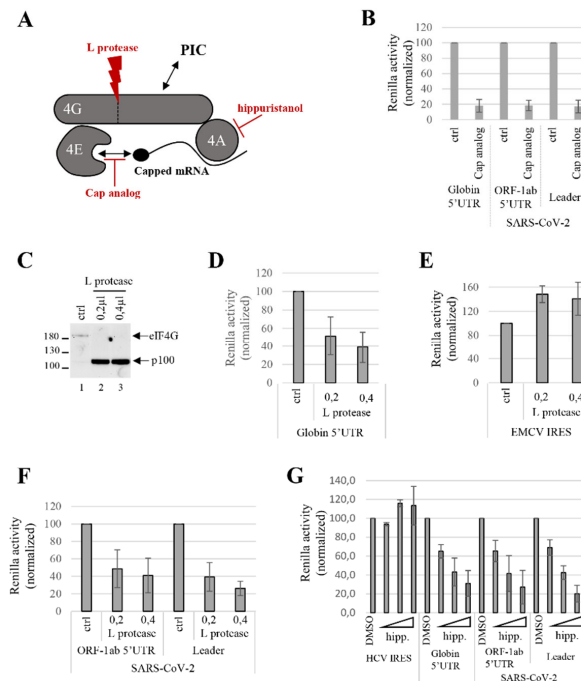 A
L protease
PIC
hippuristanol
4G
4E
4A
Capped mRNA
Cap analog
B
Renilla activity
(normalized)
120
100
80
60
40
20
0
ctrl
Cap analog
ctrl
Cap analog
ctrl
Cap analog
Globin
5'UTR
ORF-1ab
5'UTR
Leader
SARS-CoV-2
C
L protease
ctrl
0,2µl
0,4µl
180
130
100
eIF4G
p100
1 2 3
D
Renilla activity
(normalized)
120
100
80
60
40
20
0
ctrl
0,2 0,4
L protease
Globin 5'UTR
E
Renilla activity
(normalized)
160
120
80
40
0
ctrl
0,2 0,4
L protease
EMCV IRES
F
Renilla activity
(normalized)
120
100
80
60
40
20
0
ctrl
0,2 0,4
L protease
ctrl
0,2 0,4
L protease
ORF-1ab 5'UTR
Leader
SARS-CoV-2
G
Renilla activity
(normalized)
140,0
120,0
100,0
80,0
60,0
40,0
20,0
0,0
DMSO
hipp.
DMSO
hipp.
DMSO
hipp.
DMSO
hipp.
HCV IRES
Globin
5'UTR
ORF-1ab
5'UTR
Leader
SARS-CoV-2